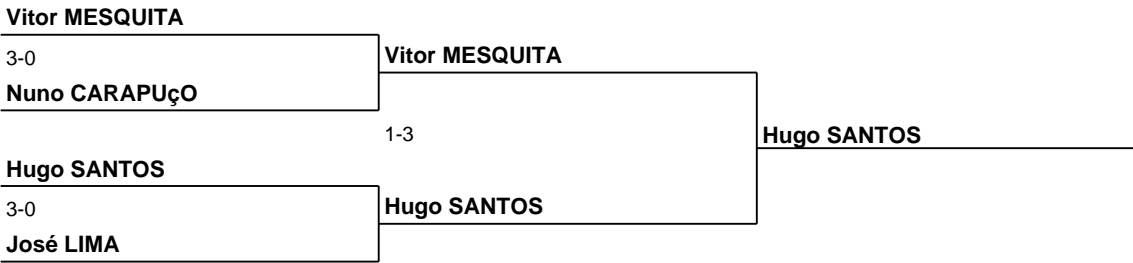 Vitor MESQUITA
3-0
Vitor MESQUITA
Nuno CARAPUçO
1-3
Hugo SANTOS
Hugo SANTOS
3-0
Hugo SANTOS
José LIMA